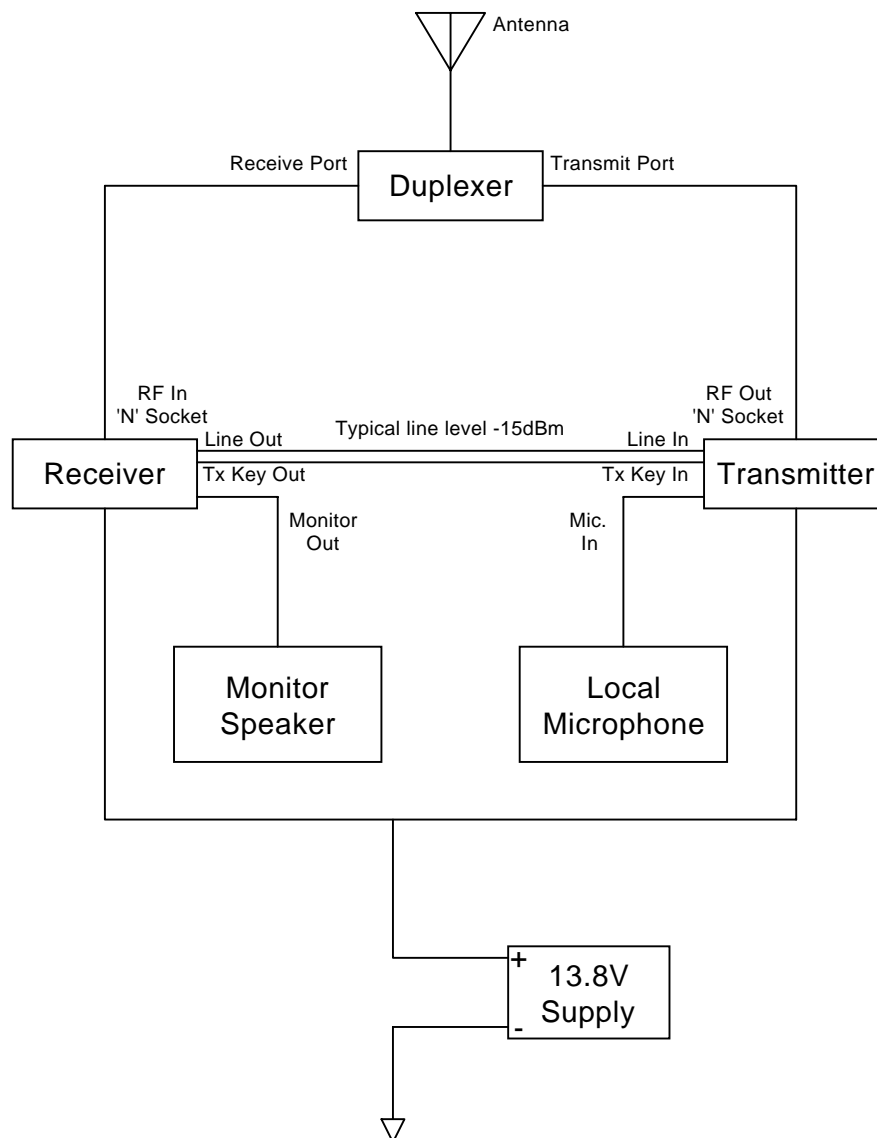 Antenna
Receive Port
Transmit Port
Duplexer
RF In
'N' Socket
RF Out
'N' Socket
Line Out
Typical line level -15dBm
Line In
Receiver
Tx Key Out
Tx Key In
Transmitter
Monitor
Out
Mic.
In
Monitor
Speaker
Local
Microphone
+
13.8V
Supply
-